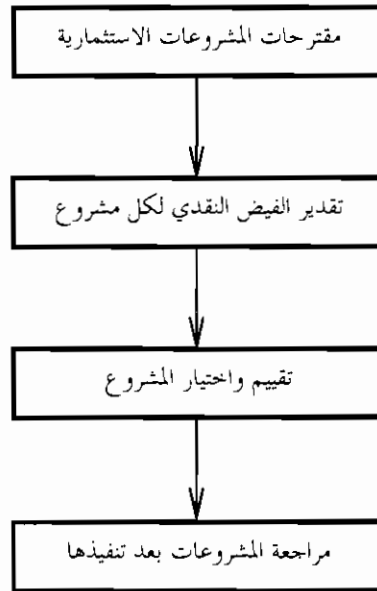 مقترحات المشروعات الاستثمارية
تقدير الفيض النقدي لكل مشروع
تقييم واختيار المشروع
مراجعة المشروعات بعد تنفيذها